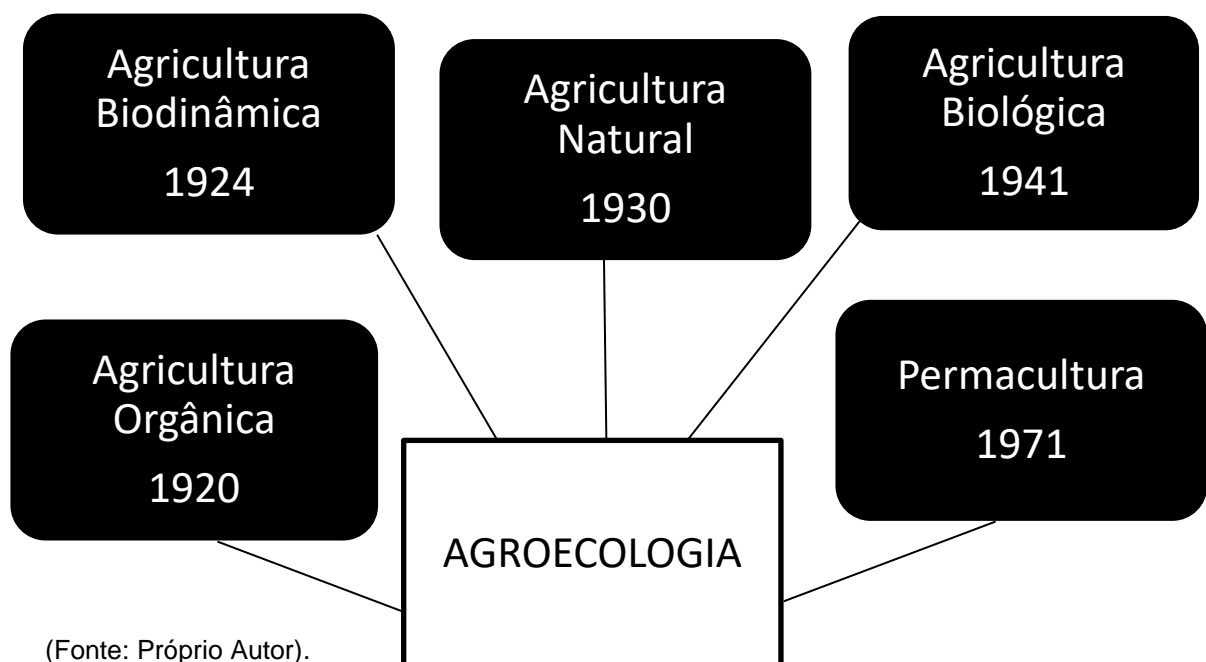 Agricultura
Biodinâmica
1924
Agricultura
Natural
1930
Agricultura
Biológica
1941
Agricultura
Orgânica
1920
Permacultura
1971
AGROECOLOGIA
(Fonte: Próprio Autor).